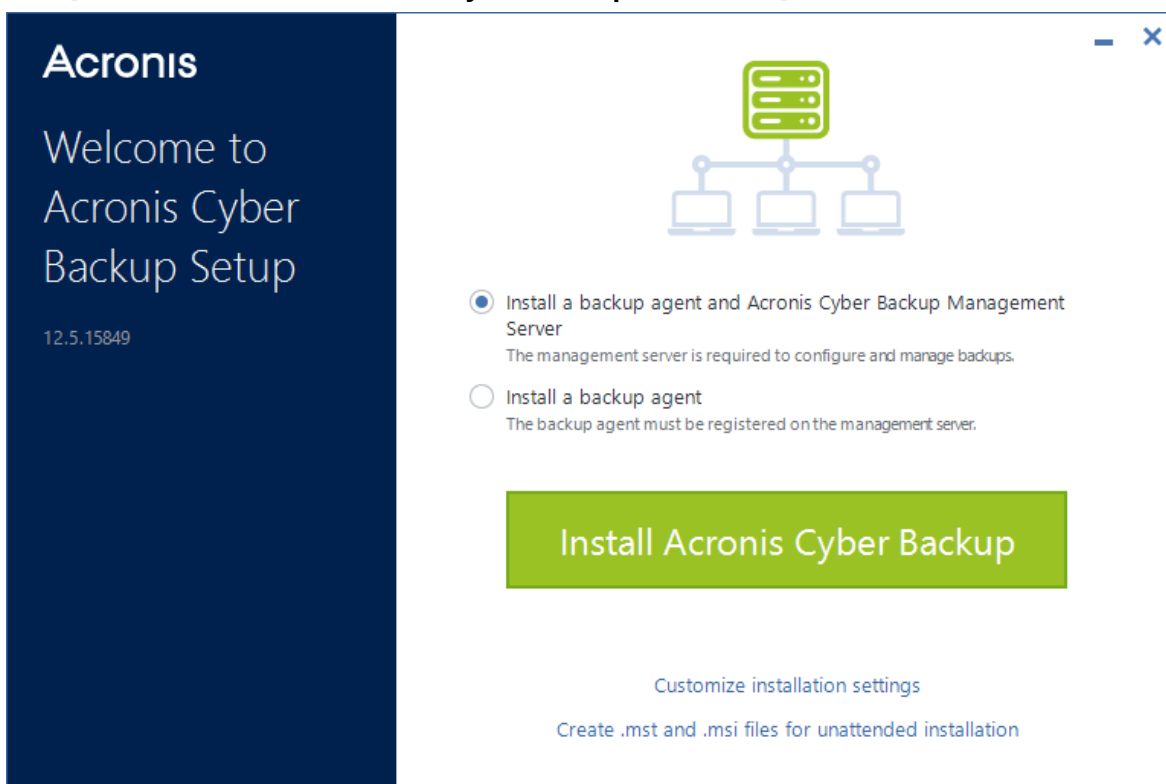 Acronis
Welcome to
Acronis Cyber
Backup Setup
12.5.15849
Install a backup agent and Acronis Cyber Backup Management
Server
The management server is required to configure and manage backups.
Install a backup agent
The backup agent must be registered on the management server.
Install Acronis Cyber Backup
Customize installation settings
Create .mst and .msi files for unattended installation